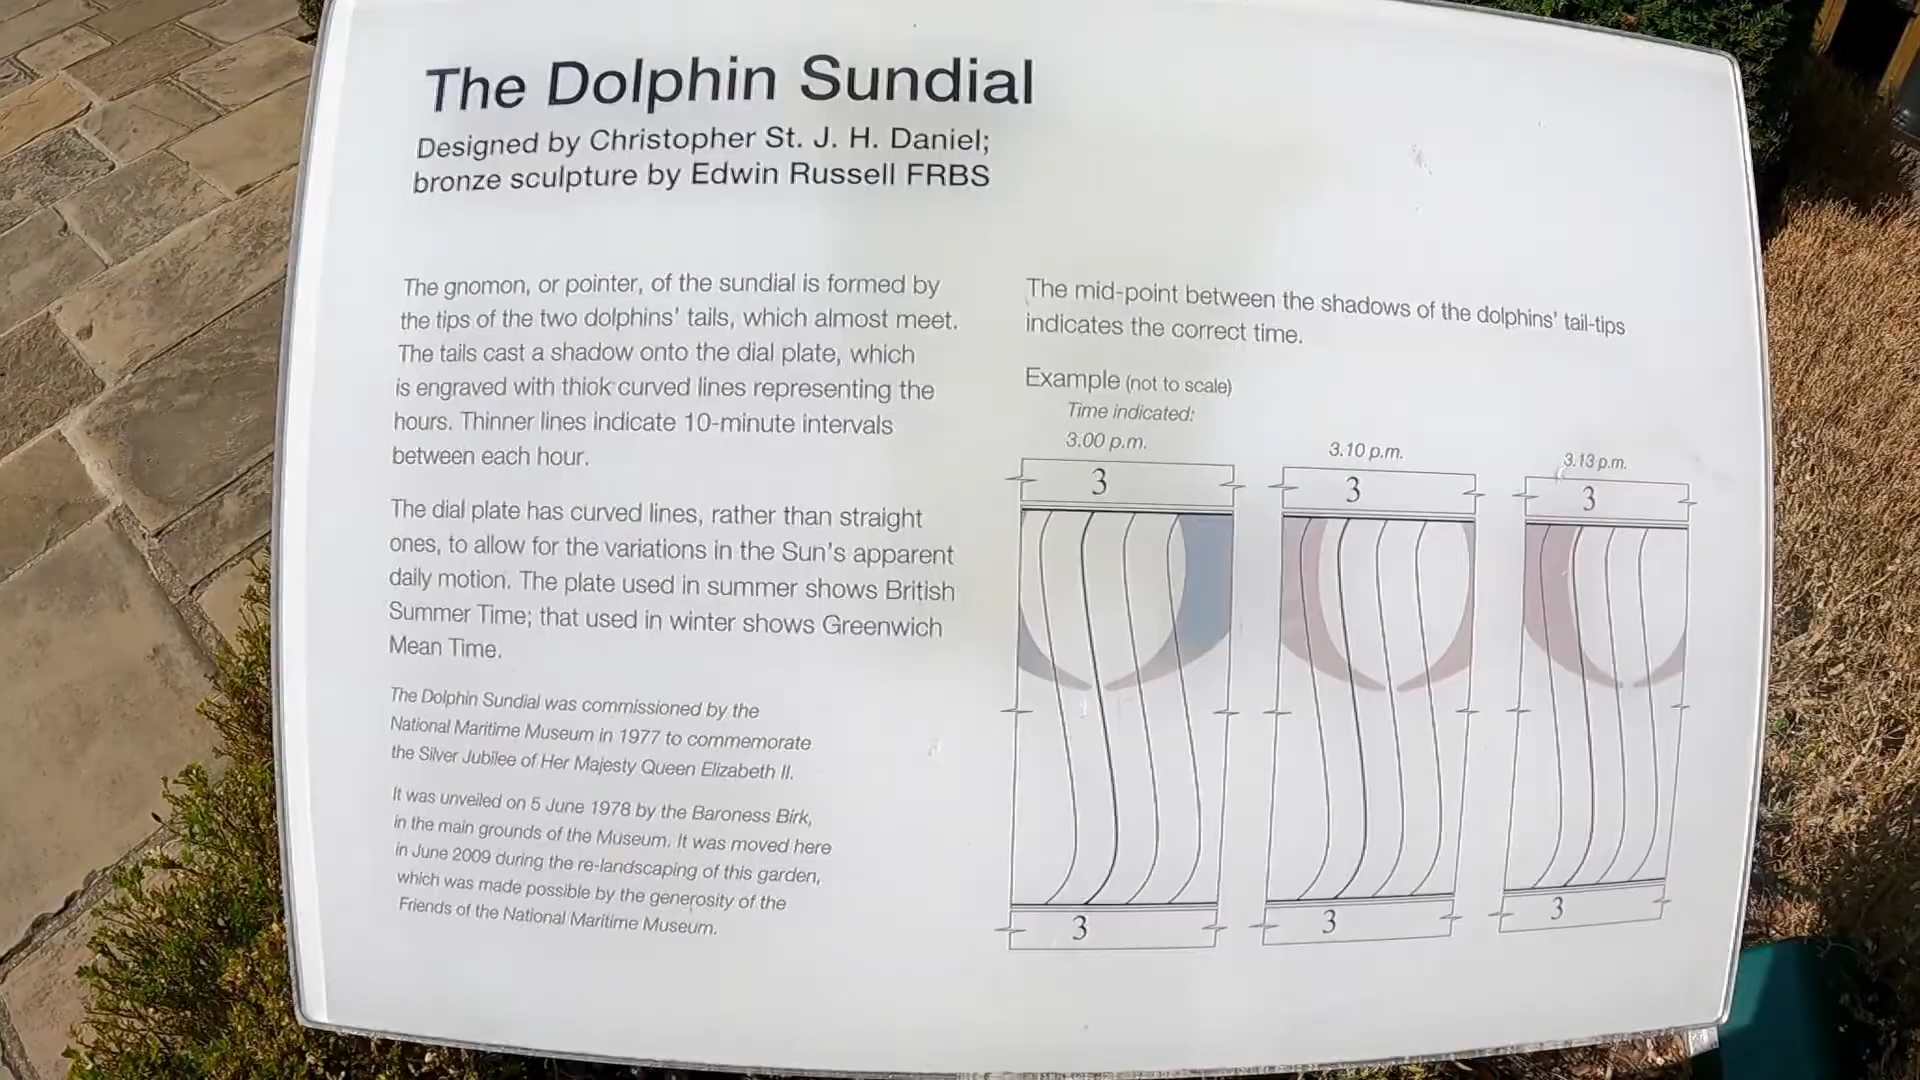 The Dolphin Sundial
Designed by Christopher St. J. H. Daniel;
bronze sculpture by Edwin Russell FRBS
The gnomon, or pointer, of the sundial is formed by
the tips of the two dolphins' tails, which almost meet.
The tails cast a shadow onto the dial plate, which
is engraved with thick curved lines representing the
hours. Thinner lines indicate 10-minute intervals
between each hour.
The dial plate has curved lines, rather than straight
ones, to allow for the variations in the Sun's apparent
daily motion. The plate used in summer shows British
Summer Time; that used in winter shows Greenwich
Mean Time.
The Dolphin Sundial was commissioned by the
National Maritime Museum in 1977 to commemorate
the Silver Jubilee of Her Majesty Queen Elizabeth II.
It was unveiled on 5 June 1978 by the Baroness Birk,
in the main grounds of the Museum. It was moved here
in June 2009 during the re-landscaping of this garden,
which was made possible by the generosity of the
Friends of the National Maritime Museum.
The mid-point between the shadows of the dolphins' tail-tips
indicates the correct time.
Example (not to scale)
Time indicated:
3.00 p.m.
3.10 p.m.
3.13 p.m.
3
3
3
3
3
3